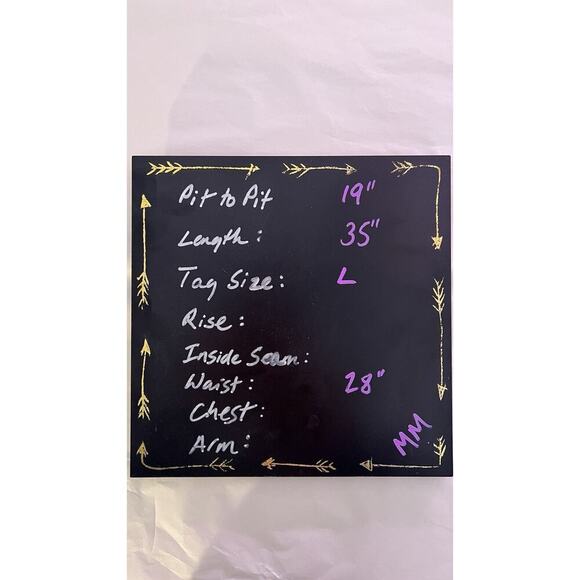 Pit to Pit 19"
Length: 35"
Tag Size: L
Rise:
Inside Seam:
Waist: 28"
Chest:
Arm:
MM